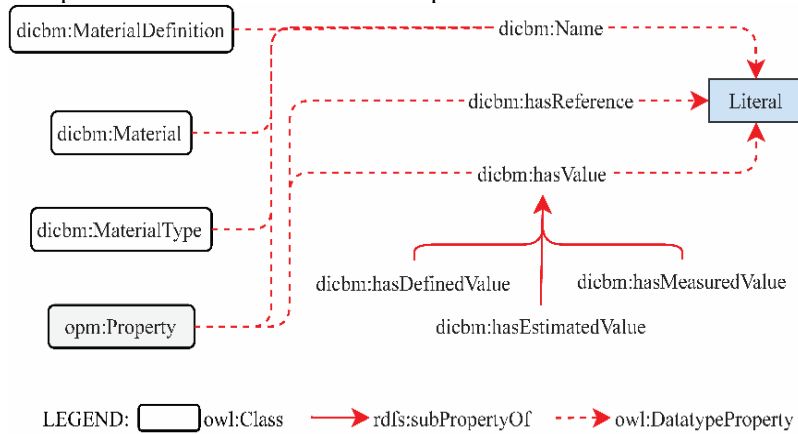 dicbm:MaterialDefinition
dicbm:Name
dicbm:hasReference
Literal
dicbm:Material
dicbm:hasValue
dicbm:MaterialType
dicbm:hasDefinedValue
dicbm:hasMeasuredValue
opm:Property
dicbm:hasEstimatedValue
LEGEND: owl:Class rdfs:subPropertyOf owl:DatatypeProperty